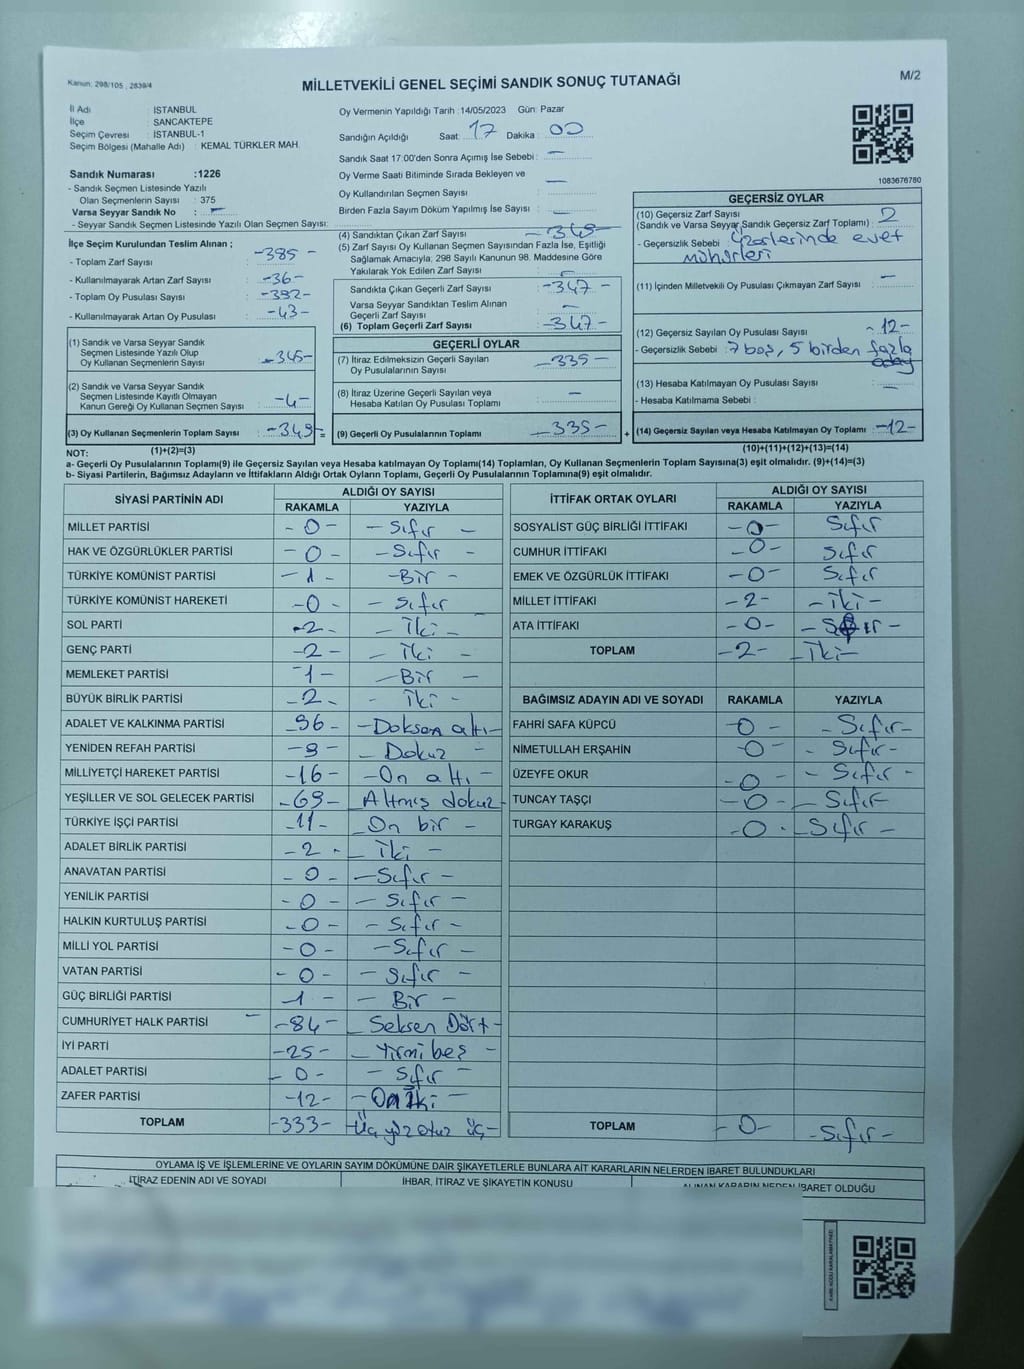 Kanun: 298/105 , 2839/4
MİLLETVEKİLİ GENEL SEÇİMİ SANDIK SONUÇ TUTANAĞI
M/2
İl Adı : İSTANBUL
İlçe : SANCAKTEPE
Seçim Çevresi : İSTANBUL-1
Seçim Bölgesi (Mahalle Adı) : KEMAL TÜRKLER MAH.
Sandık Numarası :1226
- Sandık Seçmen Listesinde Yazılı
Olan Seçmenlerin Sayısı : 375
Varsa Seyyar Sandık No : –
- Seyyar Sandık Seçmen Listesinde Yazılı Olan Seçmen Sayısı:
İlçe Seçim Kurulundan Teslim Alınan ;
- Toplam Zarf Sayısı : -385-
- Kullanılmayarak Artan Zarf Sayısı : -36-
- Toplam Oy Pusulası Sayısı : -392-
- Kullanılmayarak Artan Oy Pusulası : -43-
(1) Sandık ve Varsa Seyyar Sandık
Seçmen Listesinde Yazılı Olup
Oy Kullanan Seçmenlerin Sayısı : -345-
(2) Sandık ve Varsa Seyyar Sandık
Seçmen Listesinde Kayıtlı Olmayan
Kanun Gereği Oy Kullanan Seçmen Sayısı : -4-
(3) Oy Kullanan Seçmenlerin Toplam Sayısı : -349- =
Oy Vermenin Yapıldığı Tarih :14/05/2023 Gün: Pazar
Sandığın Açıldığı Saat: 17 Dakika : 00
Sandık Saat 17:00'den Sonra Açımış İse Sebebi : –
Oy Verme Saati Bitiminde Sırada Bekleyen ve
Oy Kullandırılan Seçmen Sayısı : –
Birden Fazla Sayım Döküm Yapılmış İse Sayısı : –
(4) Sandıktan Çıkan Zarf Sayısı : -349-
(5) Zarf Sayısı Oy Kullanan Seçmen Sayısından Fazla İse, Eşitliği
Sağlamak Amacıyla, 298 Sayılı Kanunun 98. Maddesine Göre
Yakılarak Yok Edilen Zarf Sayısı : –
Sandıkta Çıkan Geçerli Zarf Sayısı : -347-
Varsa Seyyar Sandıktan Teslim Alınan
Geçerli Zarf Sayısı : –
(6) Toplam Geçerli Zarf Sayısı : -347-
GEÇERLİ OYLAR
(7) İtiraz Edilmeksizin Geçerli Sayılan
Oy Pusulalarının Sayısı : -335-
(8) İtiraz Üzerine Geçerli Sayılan veya
Hesaba Katılan Oy Pusulası Toplamı : –
(9) Geçerli Oy Pusulalarının Toplamı : -335- +
1083676780
GEÇERSİZ OYLAR
(10) Geçersiz Zarf Sayısı
(Sandık ve Varsa Seyyar Sandık Geçersiz Zarf Toplamı) : 2
- Geçersizlik Sebebi : üzerlerinde evet
mühürleri
(11) İçinden Milletvekili Oy Pusulası Çıkmayan Zarf Sayısı : –
(12) Geçersiz Sayılan Oy Pusulası Sayısı : -12-
- Geçersizlik Sebebi : 7 boş, 5 birden fazla
aday
(13) Hesaba Katılmayan Oy Pusulası Sayısı : –
- Hesaba Katılmama Sebebi :
(14) Geçersiz Sayılan veya Hesaba Katılmayan Oy Toplamı : -12-
NOT: (1)+(2)=(3) (10)+(11)+(12)+(13)=(14)
a- Geçerli Oy Pusulalarının Toplamı(9) ile Geçersiz Sayılan veya Hesaba katılmayan Oy Toplamı(14) Toplamları, Oy Kullanan Seçmenlerin Toplam Sayısına(3) eşit olmalıdır. (9)+(14)=(3)
b- Siyasi Partilerin, Bağımsız Adayların ve İttifakların Aldığı Ortak Oyların Toplamı, Geçerli Oy Pusulalarının Toplamına(9) eşit olmalıdır.
SİYASİ PARTİNİN ADI ALDIĞI OY SAYISI
RAKAMLA YAZIYLA
MİLLET PARTİSİ -0- -Sıfır-
HAK VE ÖZGÜRLÜKLER PARTİSİ -0- -Sıfır-
TÜRKİYE KOMÜNİST PARTİSİ -1- -Bir-
TÜRKİYE KOMÜNİST HAREKETİ -0- -Sıfır-
SOL PARTİ -2- -İki-
GENÇ PARTİ -2- -İki-
MEMLEKET PARTİSİ -1- -Bir-
BÜYÜK BİRLİK PARTİSİ -2- -İki-
ADALET VE KALKINMA PARTİSİ -96- -Doksan altı-
YENİDEN REFAH PARTİSİ -9- -Dokuz-
MİLLİYETÇİ HAREKET PARTİSİ -16- -On altı-
YEŞİLLER VE SOL GELECEK PARTİSİ -69- -Altmış dokuz-
TÜRKİYE İŞÇİ PARTİSİ -11- -On bir-
ADALET BİRLİK PARTİSİ -2- -İki-
ANAVATAN PARTİSİ -0- -Sıfır-
YENİLİK PARTİSİ -0- -Sıfır-
HALKIN KURTULUŞ PARTİSİ -0- -Sıfır-
MİLLİ YOL PARTİSİ -0- -Sıfır-
VATAN PARTİSİ -0- -Sıfır-
GÜÇ BİRLİĞİ PARTİSİ 1- -Bir-
CUMHURİYET HALK PARTİSİ -84- -Seksen Dört-
İYİ PARTİ -25- -Yirmi beş-
ADALET PARTİSİ -0- -Sıfır-
ZAFER PARTİSİ -12- -On İki-
TOPLAM -333- -Üç yüz otuz üç-
İTTİFAK ORTAK OYLARI ALDIĞI OY SAYISI
RAKAMLA YAZIYLA
SOSYALİST GÜÇ BİRLİĞİ İTTİFAKI -0- Sıfır
CUMHUR İTTİFAKI -0- Sıfır
EMEK VE ÖZGÜRLÜK İTTİFAKI -0- Sıfır
MİLLET İTTİFAKI -2- -İki-
ATA İTTİFAKI -0- -Sıfır-
TOPLAM -2- -İki-
BAĞIMSIZ ADAYIN ADI VE SOYADI RAKAMLA YAZIYLA
FAHRİ SAFA KÜPCÜ -0- -Sıfır-
NİMETULLAH ERŞAHİN -0- -Sıfır-
ÜZEYFE OKUR -0- -Sıfır-
TUNCAY TAŞÇI -0- -Sıfır
TURGAY KARAKUŞ -0- -Sıfır-
TOPLAM -0- -Sıfır-
OYLAMA İŞ VE İŞLEMLERİNE VE OYLARIN SAYIM DÖKÜMÜNE DAİR ŞİKAYETLERLE BUNLARA AİT KARARLARIN NELERDEN İBARET BULUNDUKLARI
İTİRAZ EDENİN ADI VE SOYADI İHBAR, İTİRAZ VE ŞİKAYETİN KONUSU ALINAN KARARIN NEDEN İBARET OLDUĞU